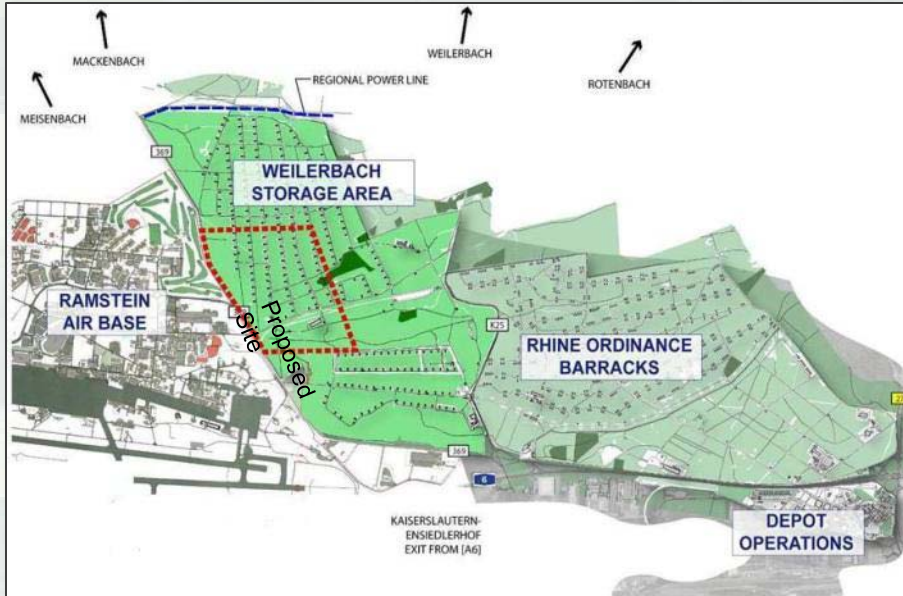 MACKENBACH
WEILERBACH
ROTENBACH
MEISENBACH
REGIONAL POWER LINE
369
WEILERBACH
STORAGE AREA
RAMSTEIN
AIR BASE
Proposed
Site
K25
RHINE ORDINANCE
BARRACKS
369
6
KAISERSLAUTERN-
ENSIEDLERHOF
EXIT FROM [A6]
DEPOT
OPERATIONS